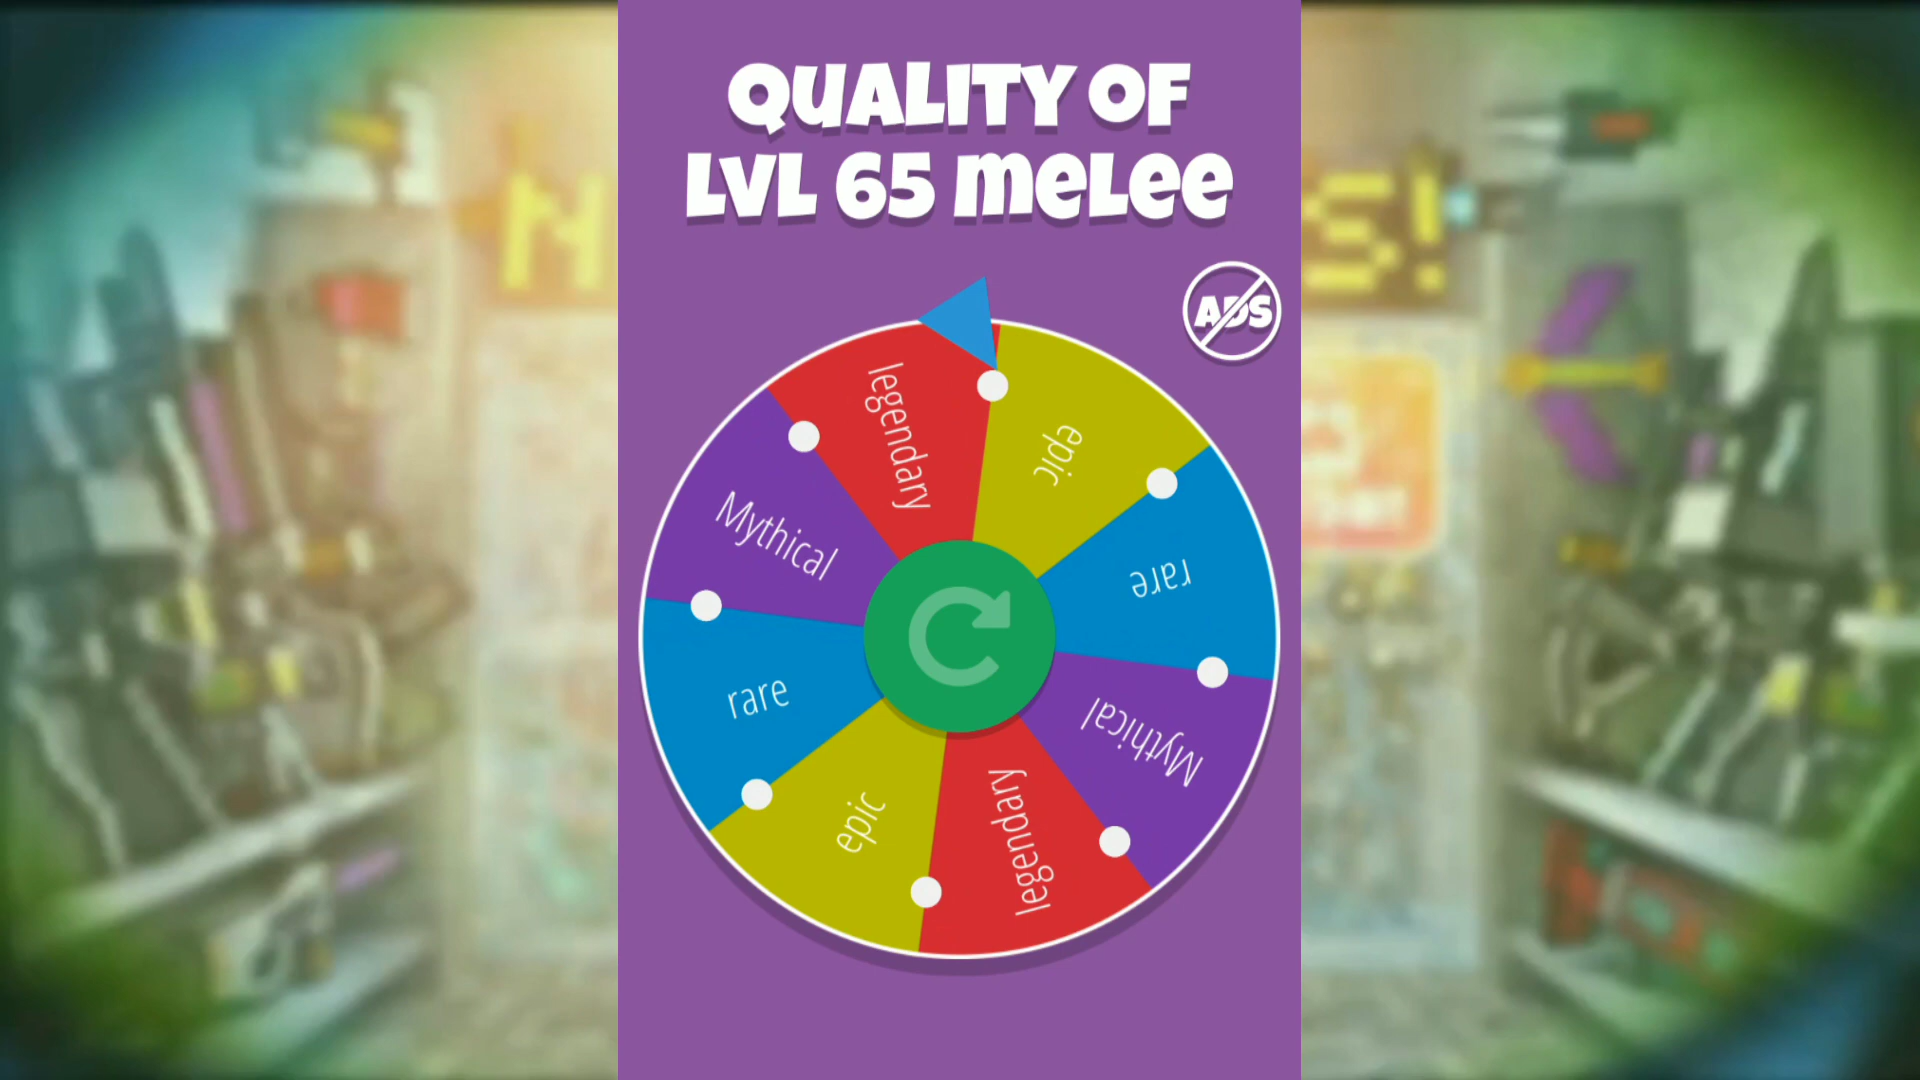 QUALITY OF
LVL 65 MELEE
ADS
legendary
epic
Mythical
rare
rare
Mythical
epic
legendary
N
S!